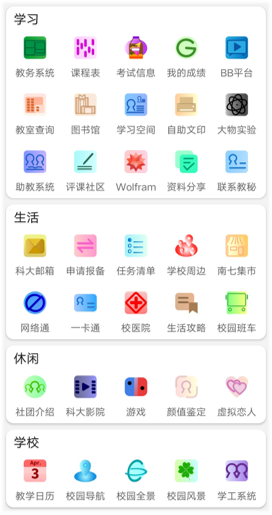 学习
教务系统 课程表 考试信息 我的成绩 BB平台
教室查询 图书馆 学习空间 自助文印 大物实验
助教系统 评课社区 Wolfram 资料分享 联系教秘
生活
科大邮箱 申请报备 任务清单 学校周边 南七集市
网络通 一卡通 校医院 生活攻略 校园班车
休闲
社团介绍 科大影院 游戏 颜值鉴定 虚拟恋人
学校
Apr
3
教学日历 校园导航 校园全景 校园风景 学工系统